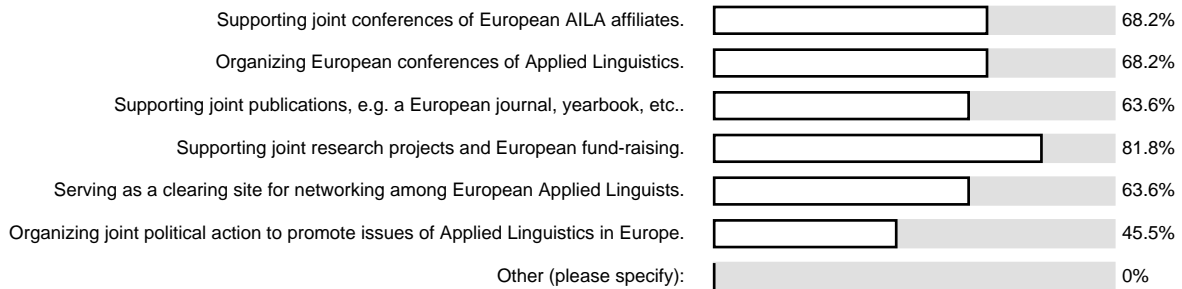 Supporting joint conferences of European AILA affiliates. 68.2%
Organizing European conferences of Applied Linguistics. 68.2%
Supporting joint publications, e.g. a European journal, yearbook, etc.. 63.6%
Supporting joint research projects and European fund-raising. 81.8%
Serving as a clearing site for networking among European Applied Linguists. 63.6%
Organizing joint political action to promote issues of Applied Linguistics in Europe. 45.5%
Other (please specify): 0%